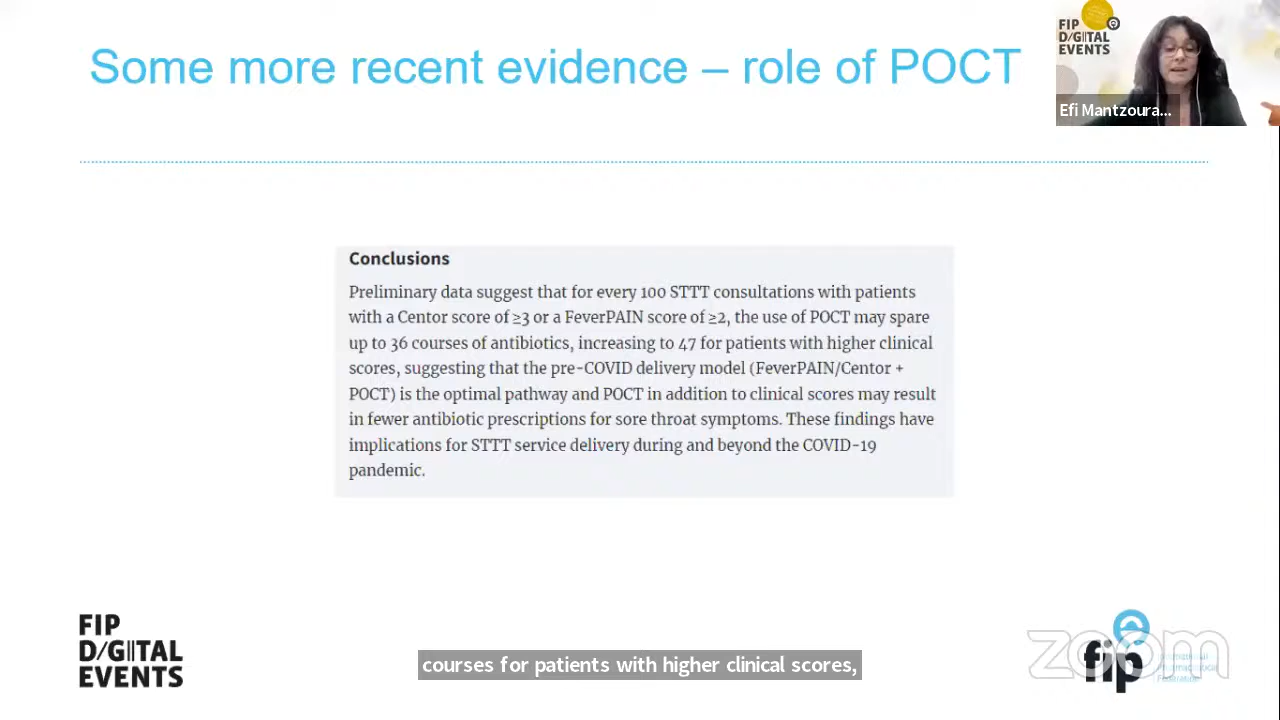 Some more recent evidence – role of POCT
FIP
D/GITAL
EVENTS
Efi Mantzoura...
Conclusions
Preliminary data suggest that for every 100 STTT consultations with patients
with a Centor score of ≥3 or a FeverPAIN score of ≥2, the use of POCT may spare
up to 36 courses of antibiotics, increasing to 47 for patients with higher clinical
scores, suggesting that the pre-COVID delivery model (FeverPAIN/Centor +
POCT) is the optimal pathway and POCT in addition to clinical scores may result
in fewer antibiotic prescriptions for sore throat symptoms. These findings have
implications for STTT service delivery during and beyond the COVID-19
pandemic.
FIP
D/GITAL
EVENTS
courses for patients with higher clinical scores,
zoom
fip
International
Pharmaceutical
Federation